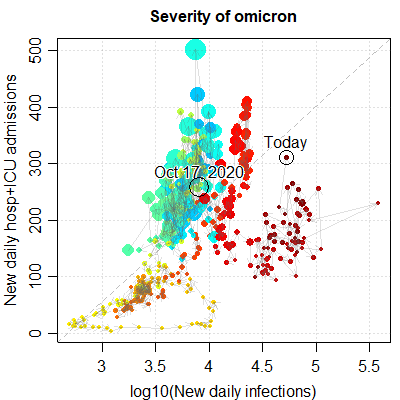 Severity of omicron
New daily hosp+ICU admissions
500
400
300
200
100
0
Today
Oct 17, 2020
3
3.5
4
4.5
5
5.5
log10(New daily infections)